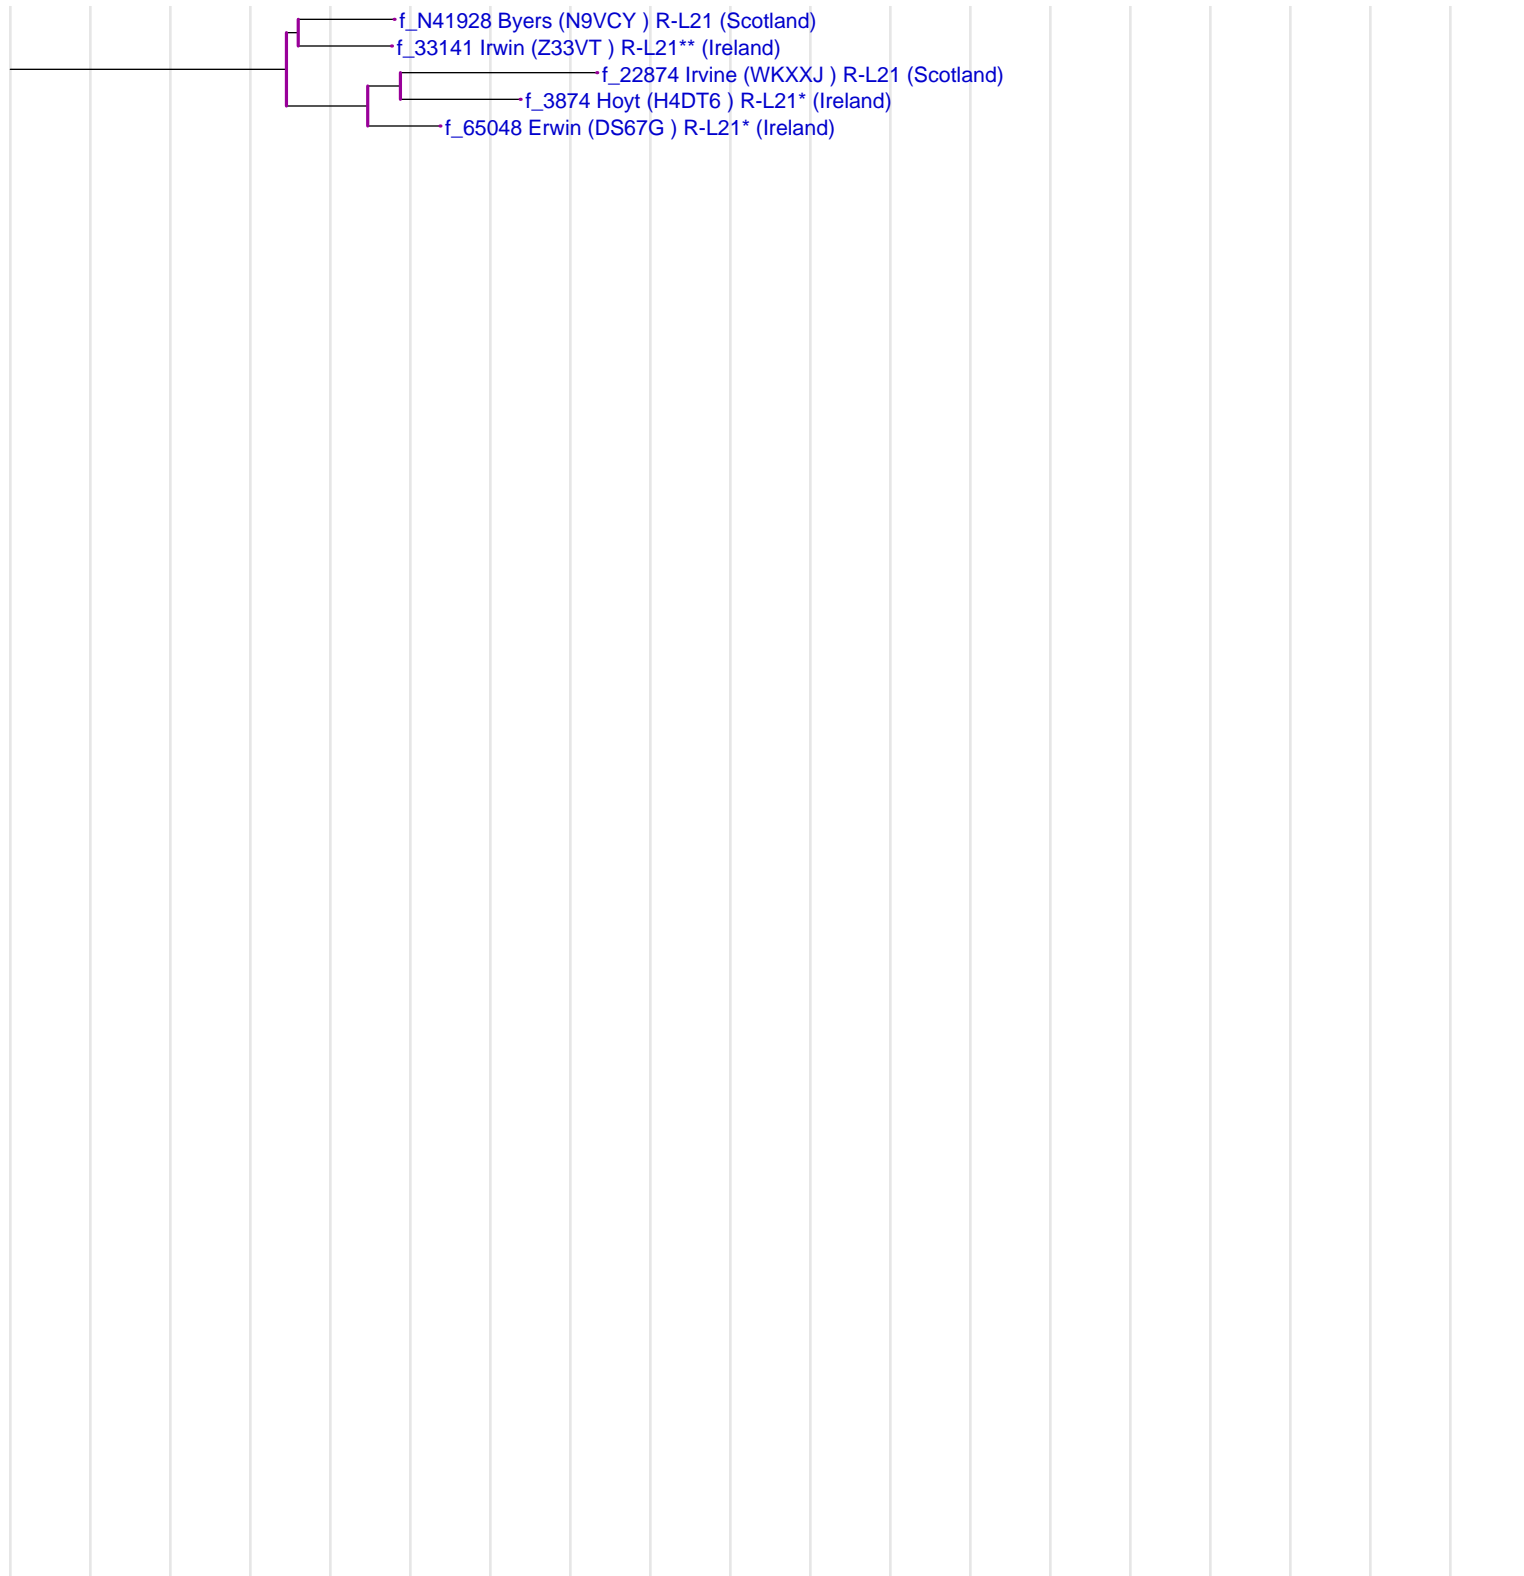 f_N41928 Byers (N9VCY ) R-L21 (Scotland)
f_33141 Irwin (Z33VT ) R-L21** (Ireland)
f_22874 Irvine (WKXXJ ) R-L21 (Scotland)
f_3874 Hoyt (H4DT6 ) R-L21* (Ireland)
f_65048 Erwin (DS67G ) R-L21* (Ireland)